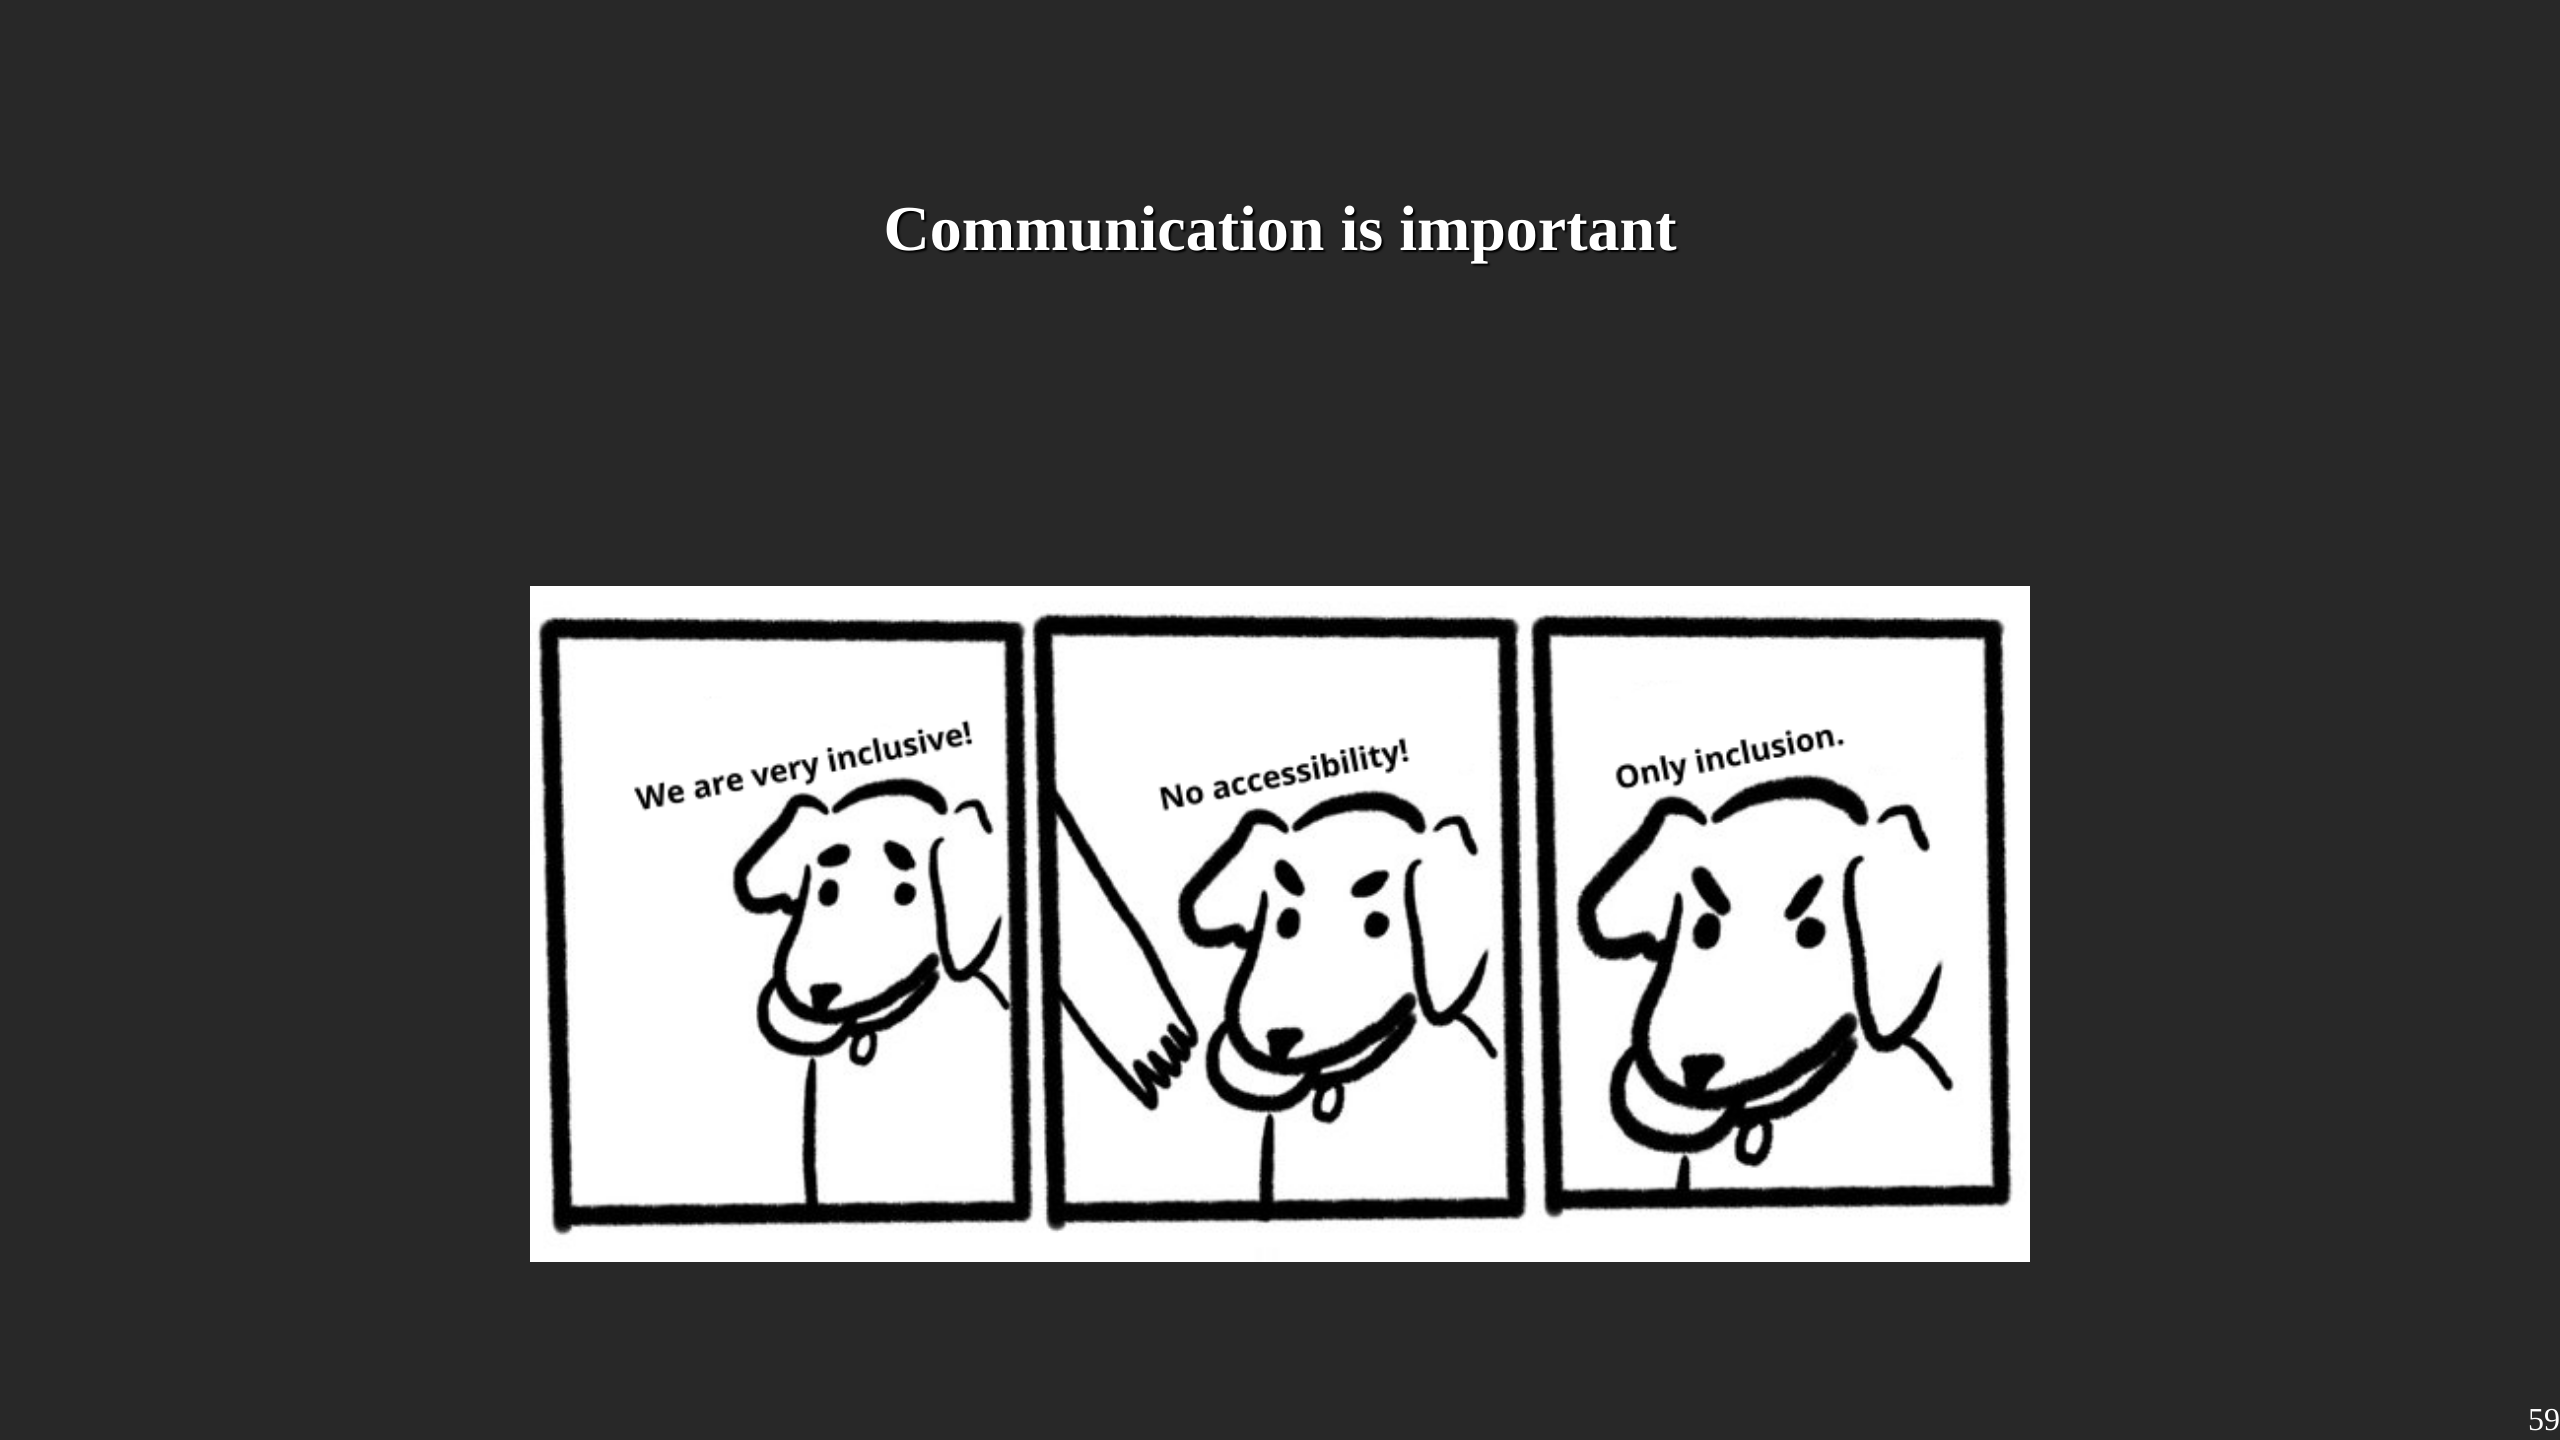 Communication is important
We are very inclusive!
No accessibility!
Only inclusion.
59